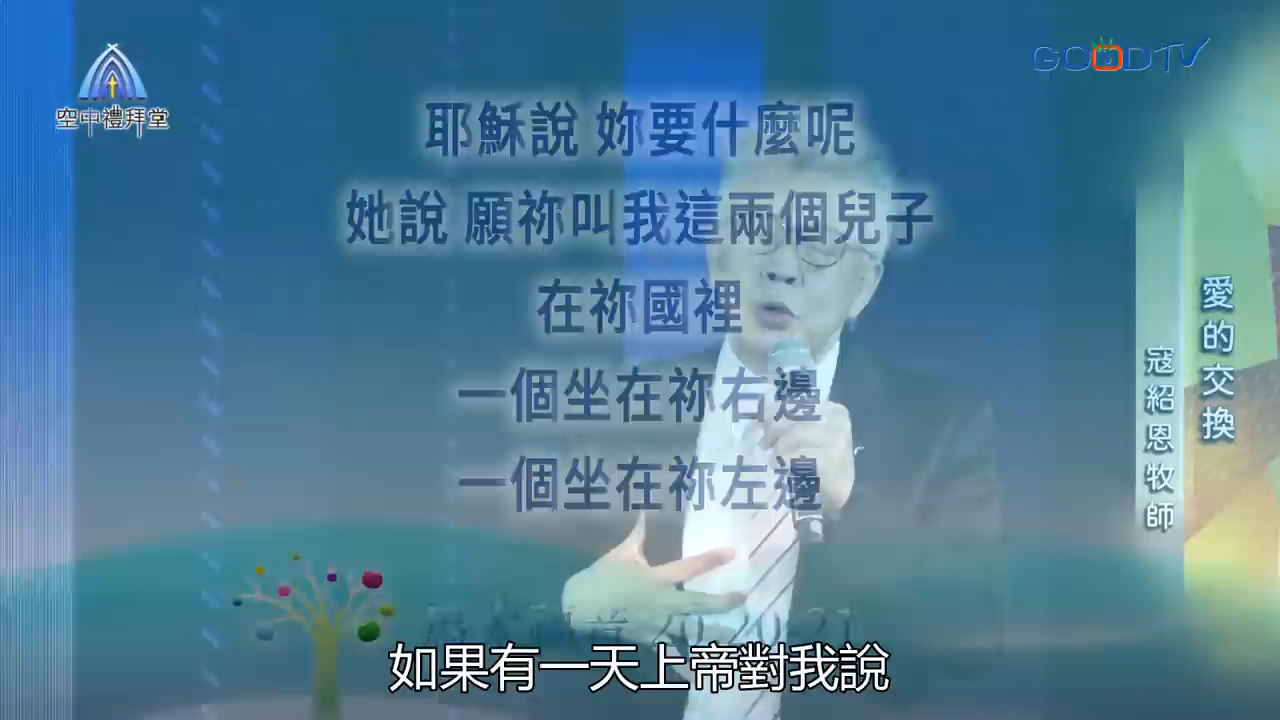 空中禮拜堂
GOODTV
耶穌說 妳要什麼呢
她說 願祢叫我這兩個兒子
在祢國裡
一個坐在祢右邊
一個坐在祢左邊
愛的交換
寇紹恩牧師
如果有一天上帝對我說